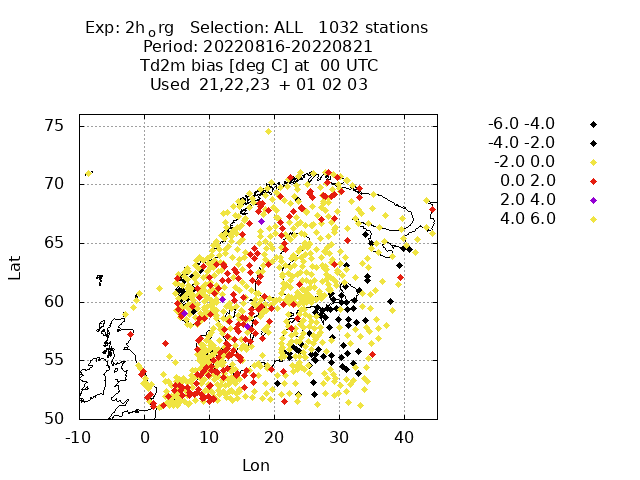 Exp: 2h_o rg Selection: ALL 1032 stations
Period: 20220816-20220821
Td2m bias [deg C] at 00 UTC
Used 21,22,23 + 01 02 03
-6.0 -4.0
-4.0 -2.0
-2.0 0.0
0.0 2.0
2.0 4.0
4.0 6.0
75
70
65
60
55
50
Lat
-10 0 10 20 30 40
Lon